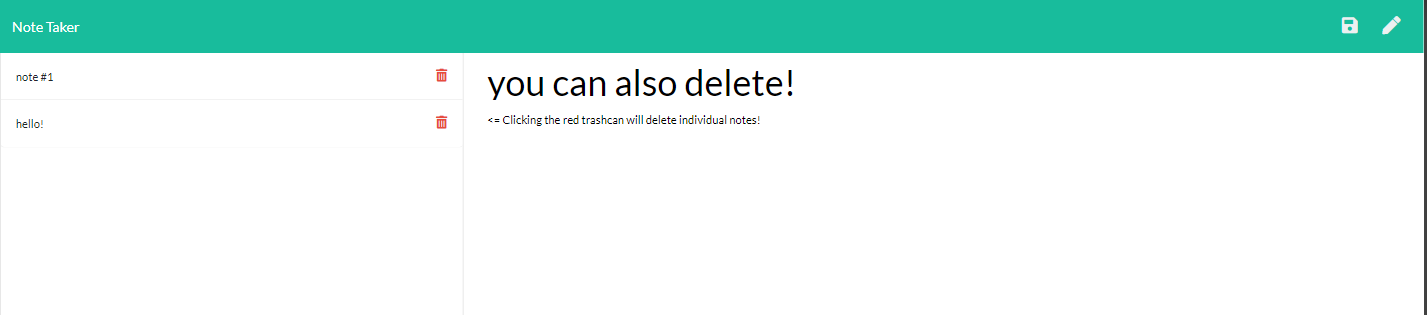 Note Taker
note #1
hello!
you can also delete!
<= Clicking the red trashcan will delete individual notes!